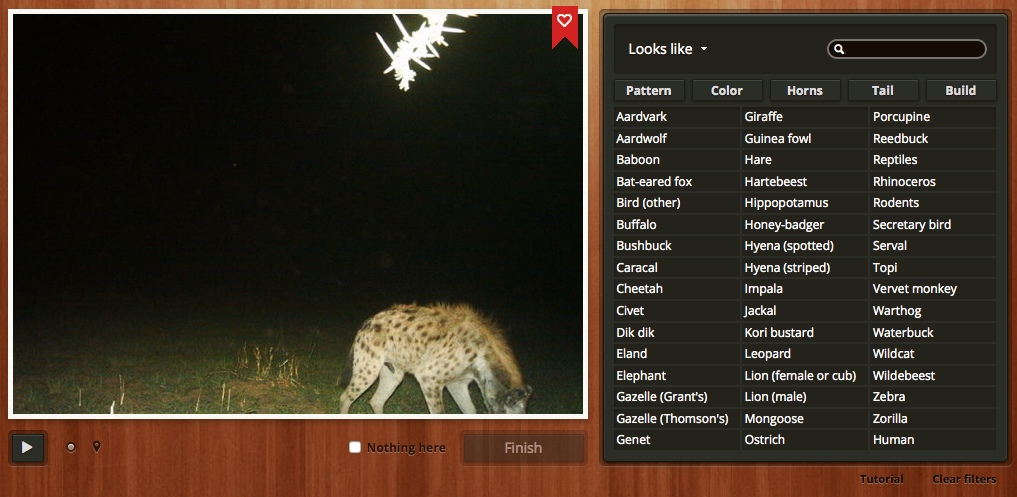 Looks like
Pattern Color Horns Tail Build
Aardvark Giraffe Porcupine
Aardwolf Guinea fowl Reedbuck
Baboon Hare Reptiles
Bat-eared fox Hartebeest Rhinoceros
Bird (other) Hippopotamus Rodents
Buffalo Honey-badger Secretary bird
Bushbuck Hyena (spotted) Serval
Caracal Hyena (striped) Topi
Cheetah Impala Vervet monkey
Civet Jackal Warthog
Dik dik Kori bustard Waterbuck
Eland Leopard Wildcat
Elephant Lion (female or cub) Wildebeest
Gazelle (Grant's) Lion (male) Zebra
Gazelle (Thomson's) Mongoose Zorilla
Genet Ostrich Human
Nothing here Finish
Tutorial Clear filters